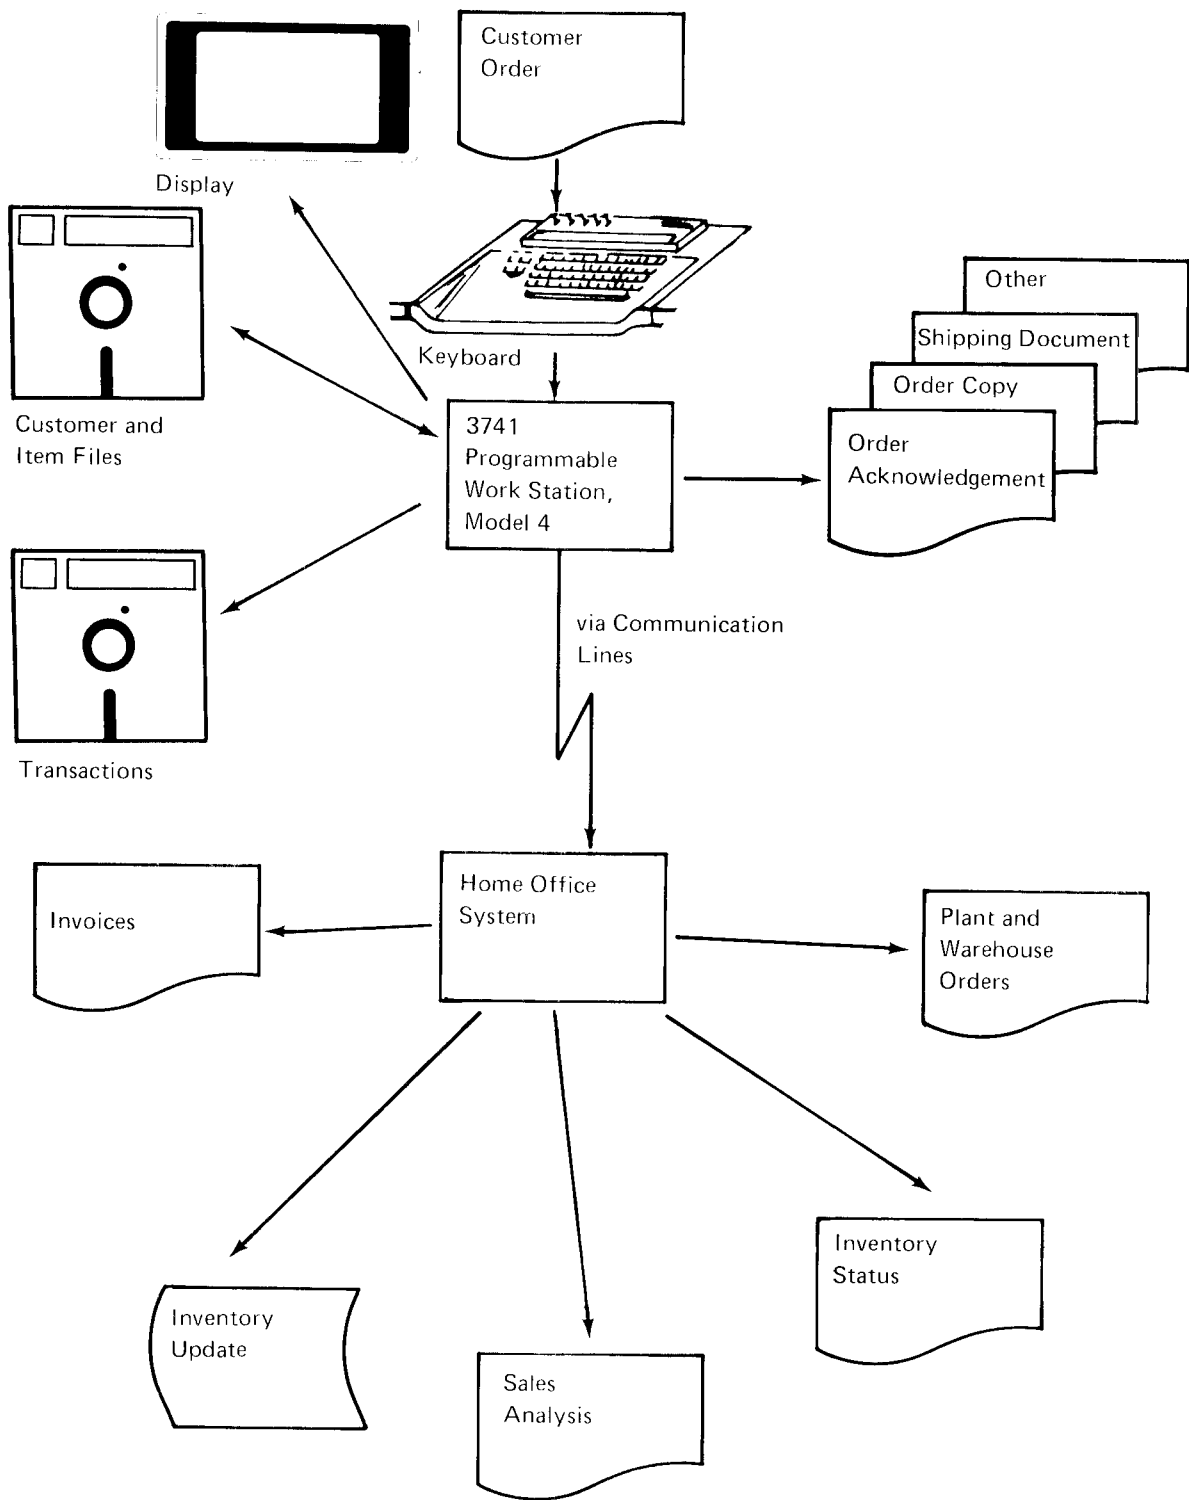 Customer
Order
Display
Keyboard
Other
Shipping Document
Order Copy
Order
Acknowledgement
Customer and
Item Files
3741
Programmable
Work Station,
Model 4
via Communication
Lines
Transactions
Home Office
System
Invoices
Plant and
Warehouse
Orders
Inventory
Status
Inventory
Update
Sales
Analysis